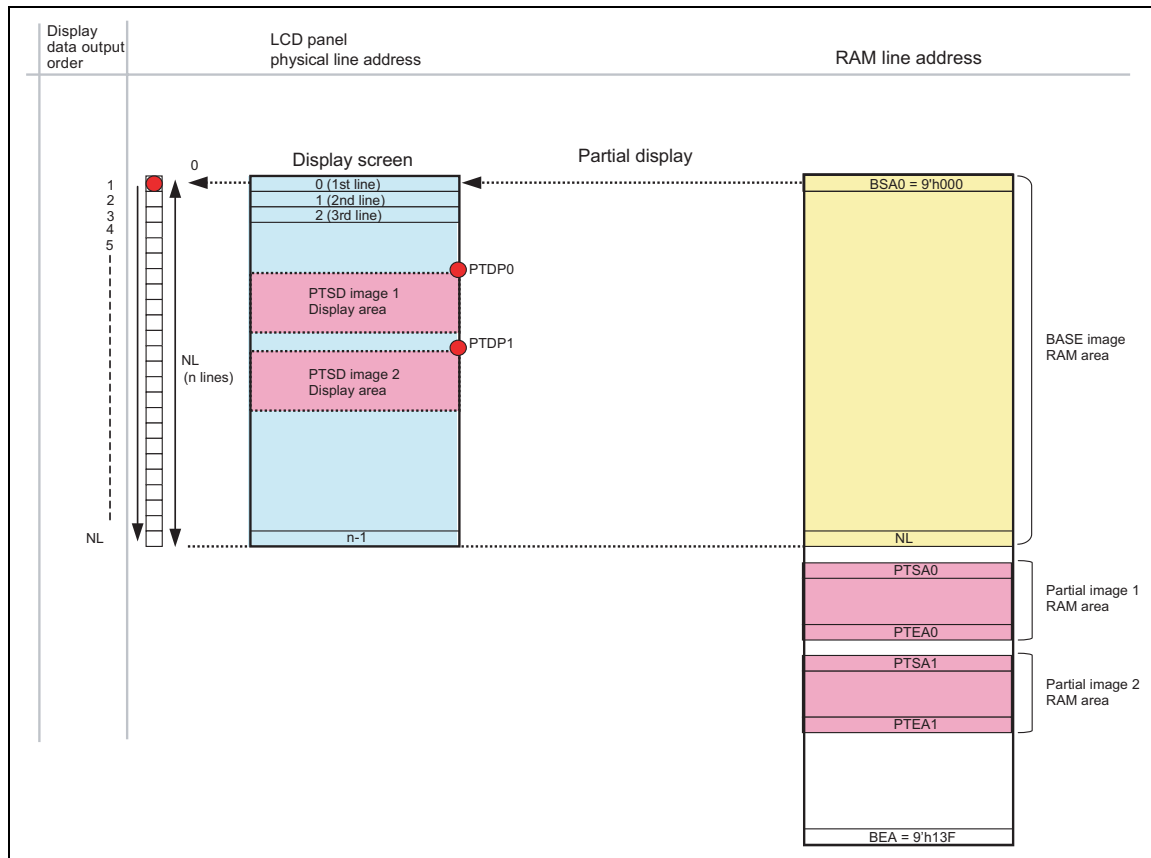 Display
data output
order
LCD panel
physical line address
RAM line address
Display screen
Partial display
0
1
2
3
4
5
NL
NL
(n lines)
0 (1st line)
1 (2nd line)
2 (3rd line)
PTDP0
PTSD image 1
Display area
PTDP1
PTSD image 2
Display area
n-1
BSA0 = 9'h000
BASE image
RAM area
NL
PTSA0
Partial image 1
RAM area
PTEA0
PTSA1
Partial image 2
RAM area
PTEA1
BEA = 9'h13F